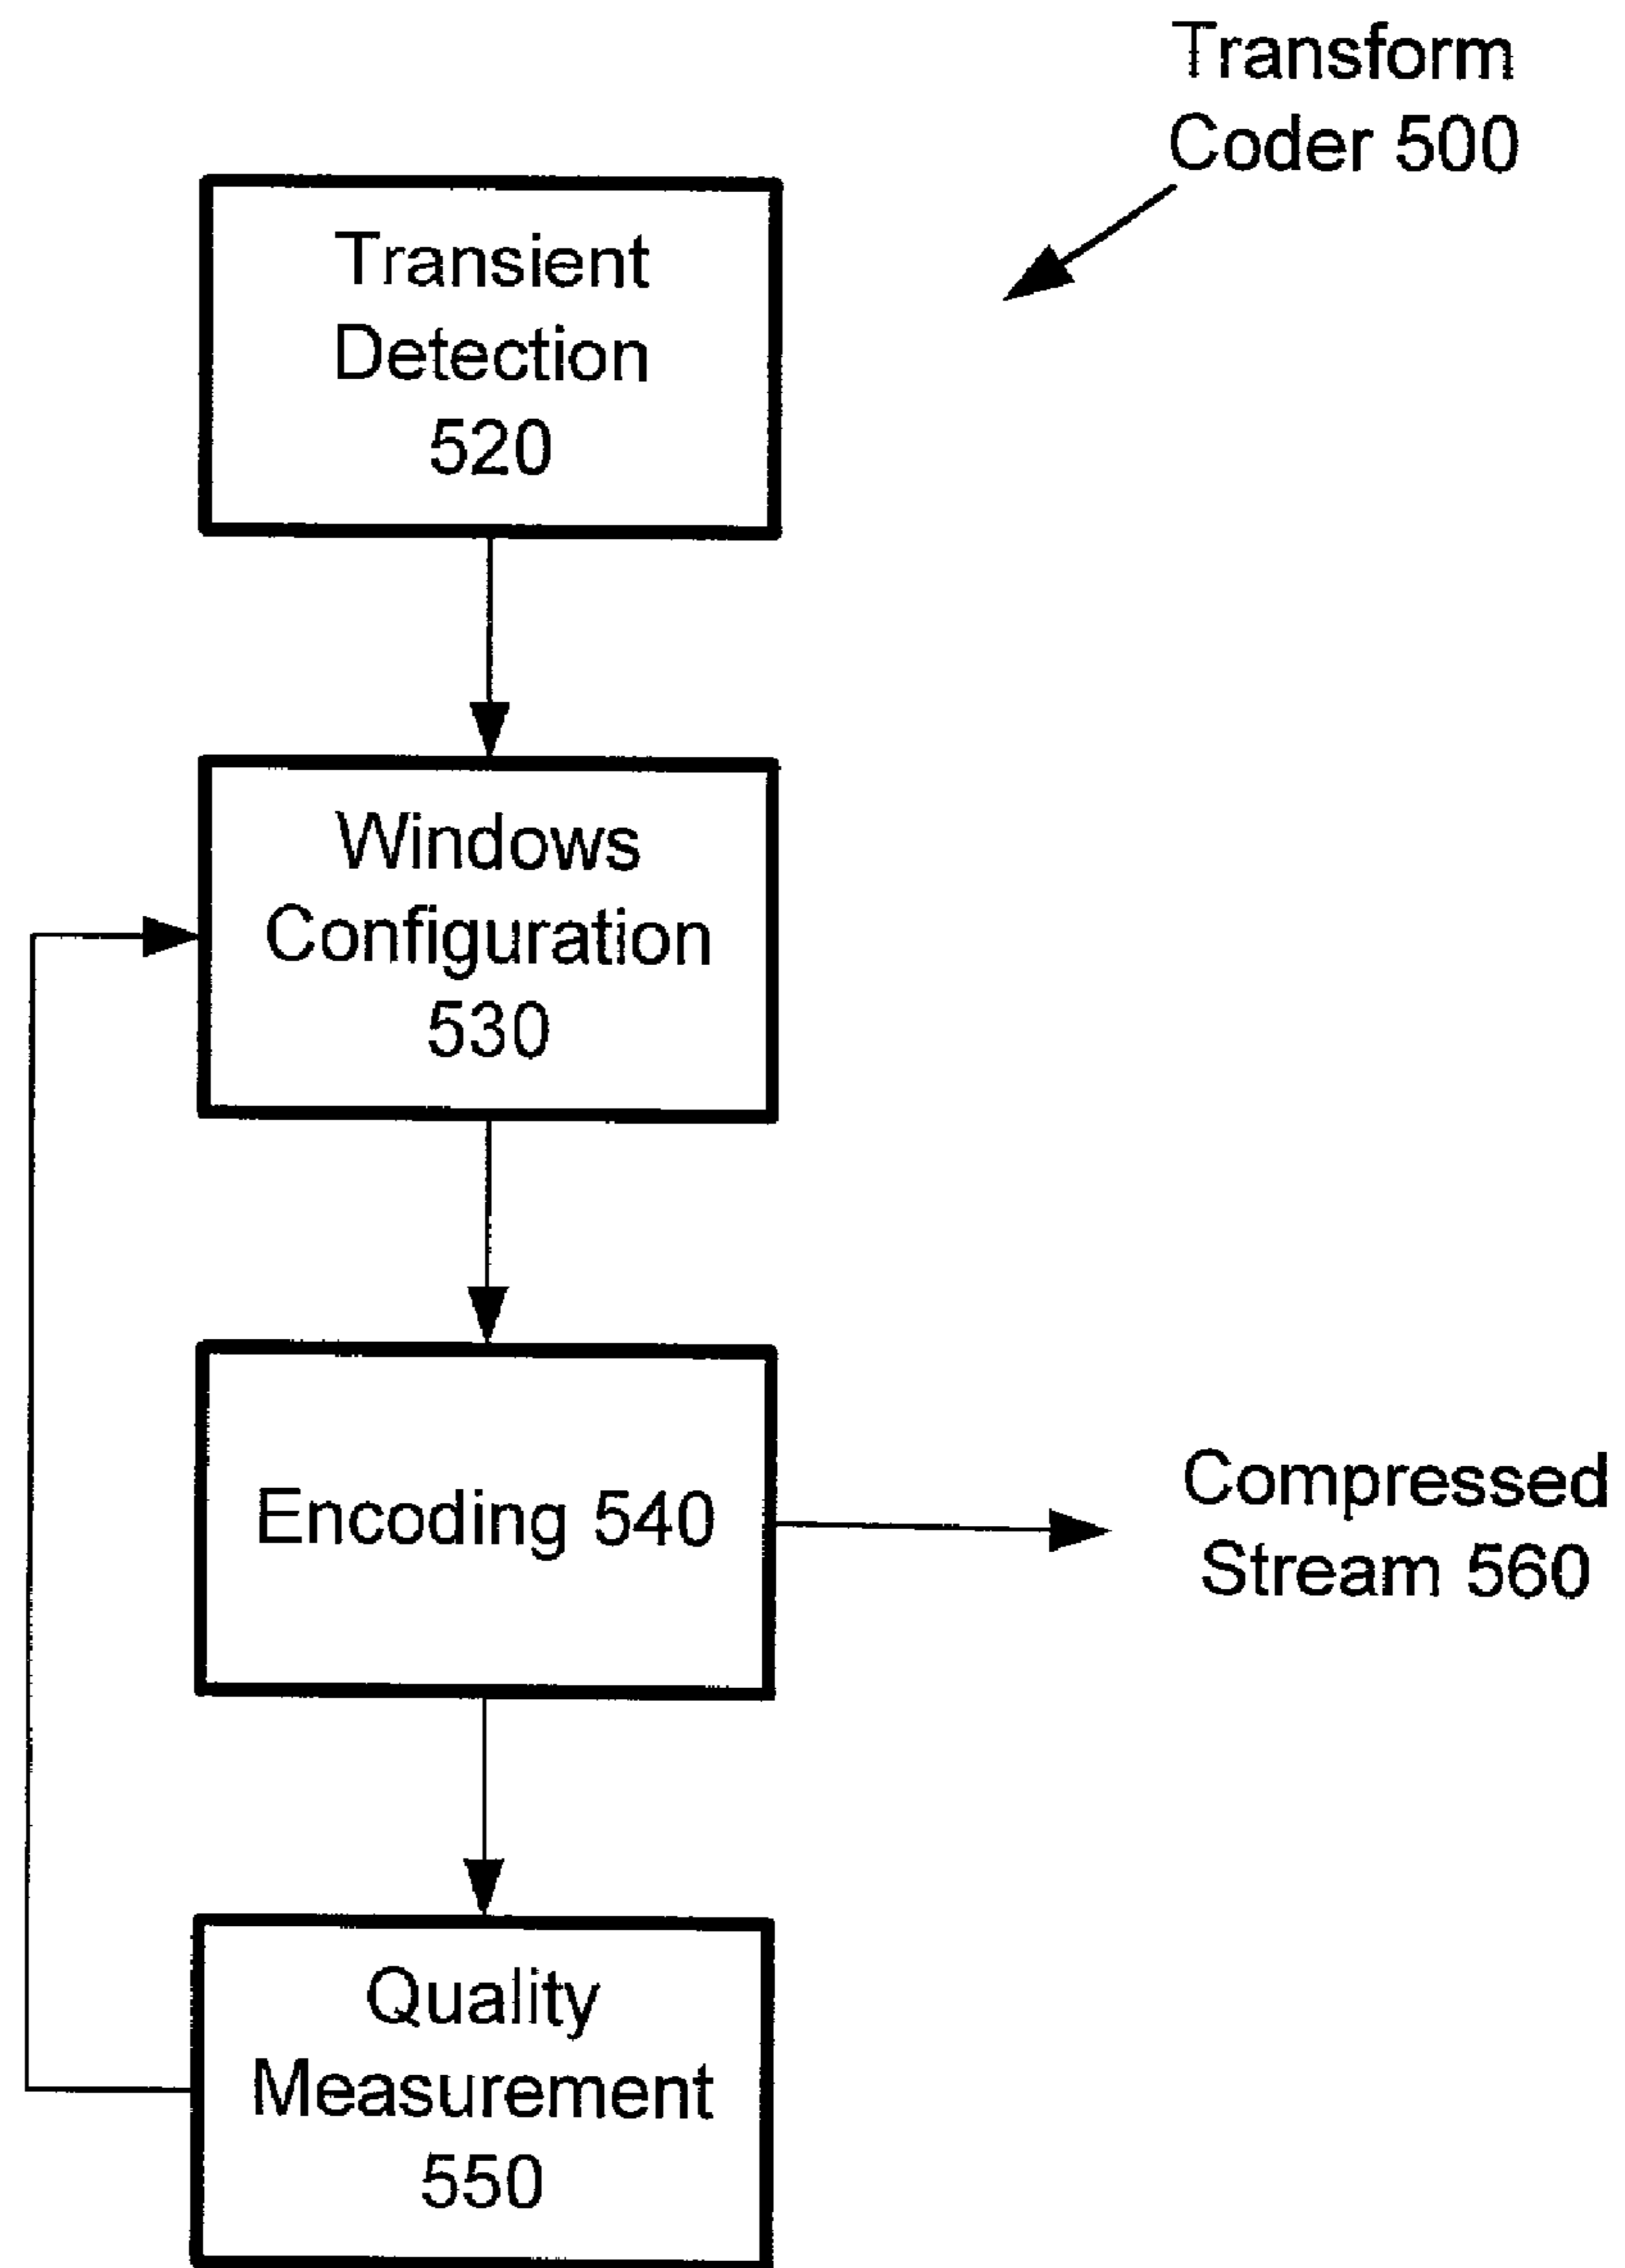 Transform
Coder 500
Transient
Detection
520
Windows
Configuration
530
Encoding 540
Compressed
Stream 560
Quality
Measurement
550